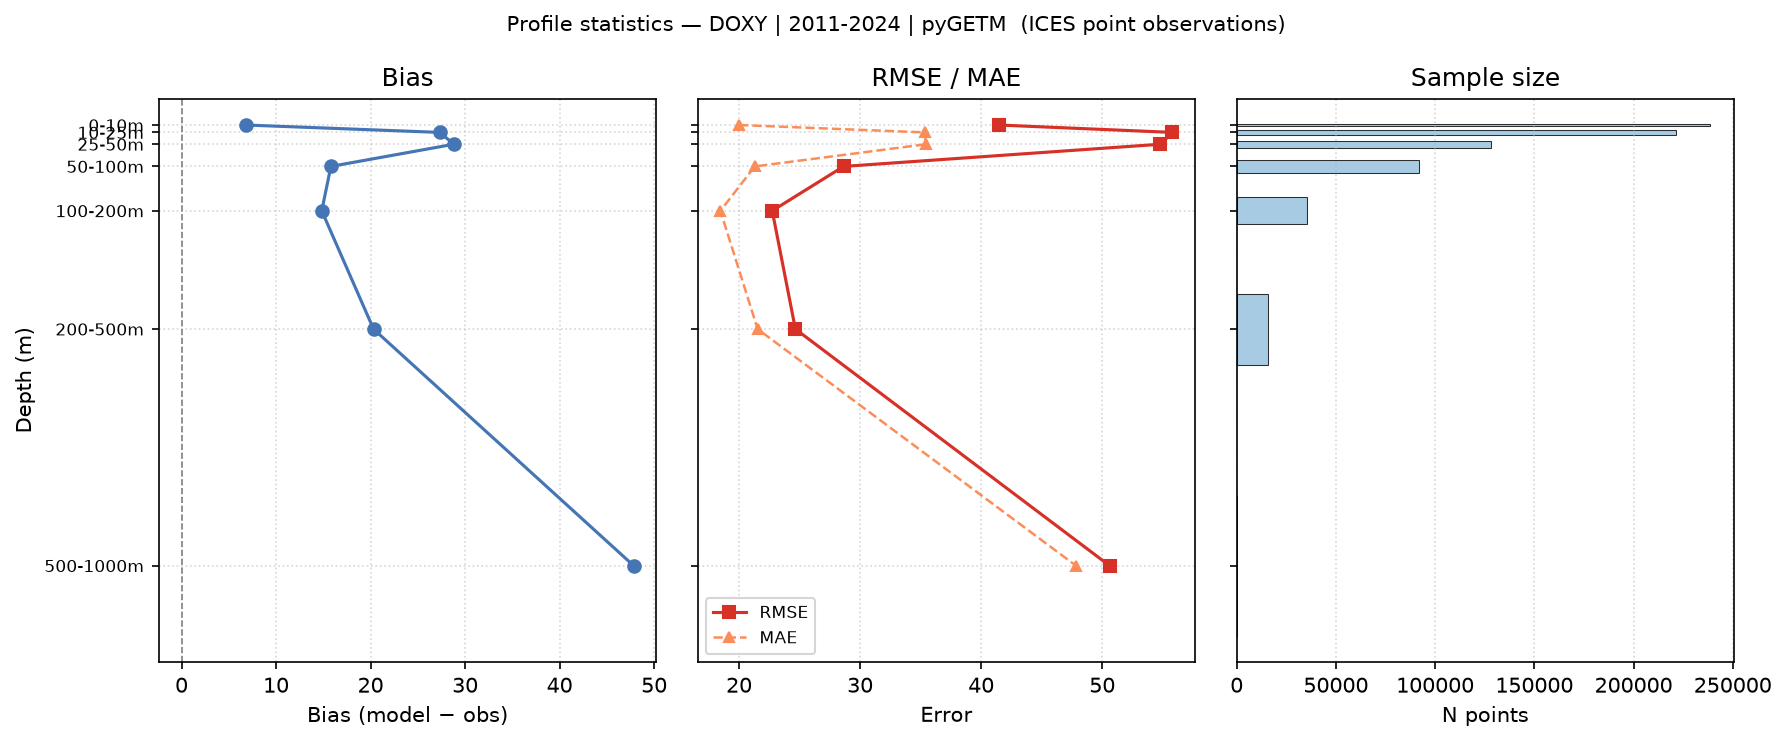 Profile statistics — DOXY | 2011-2024 | pyGETM  (ICES point observations)
Bias
RMSE / MAE
Sample size
0-10m
10-25m
25-50m
50-100m
100-200m
200-500m
500-1000m
Depth (m)
RMSE
MAE
0 10 20 30 40 50
20 30 40 50
0 50000 100000 150000 200000 250000
Bias (model − obs)
Error
N points